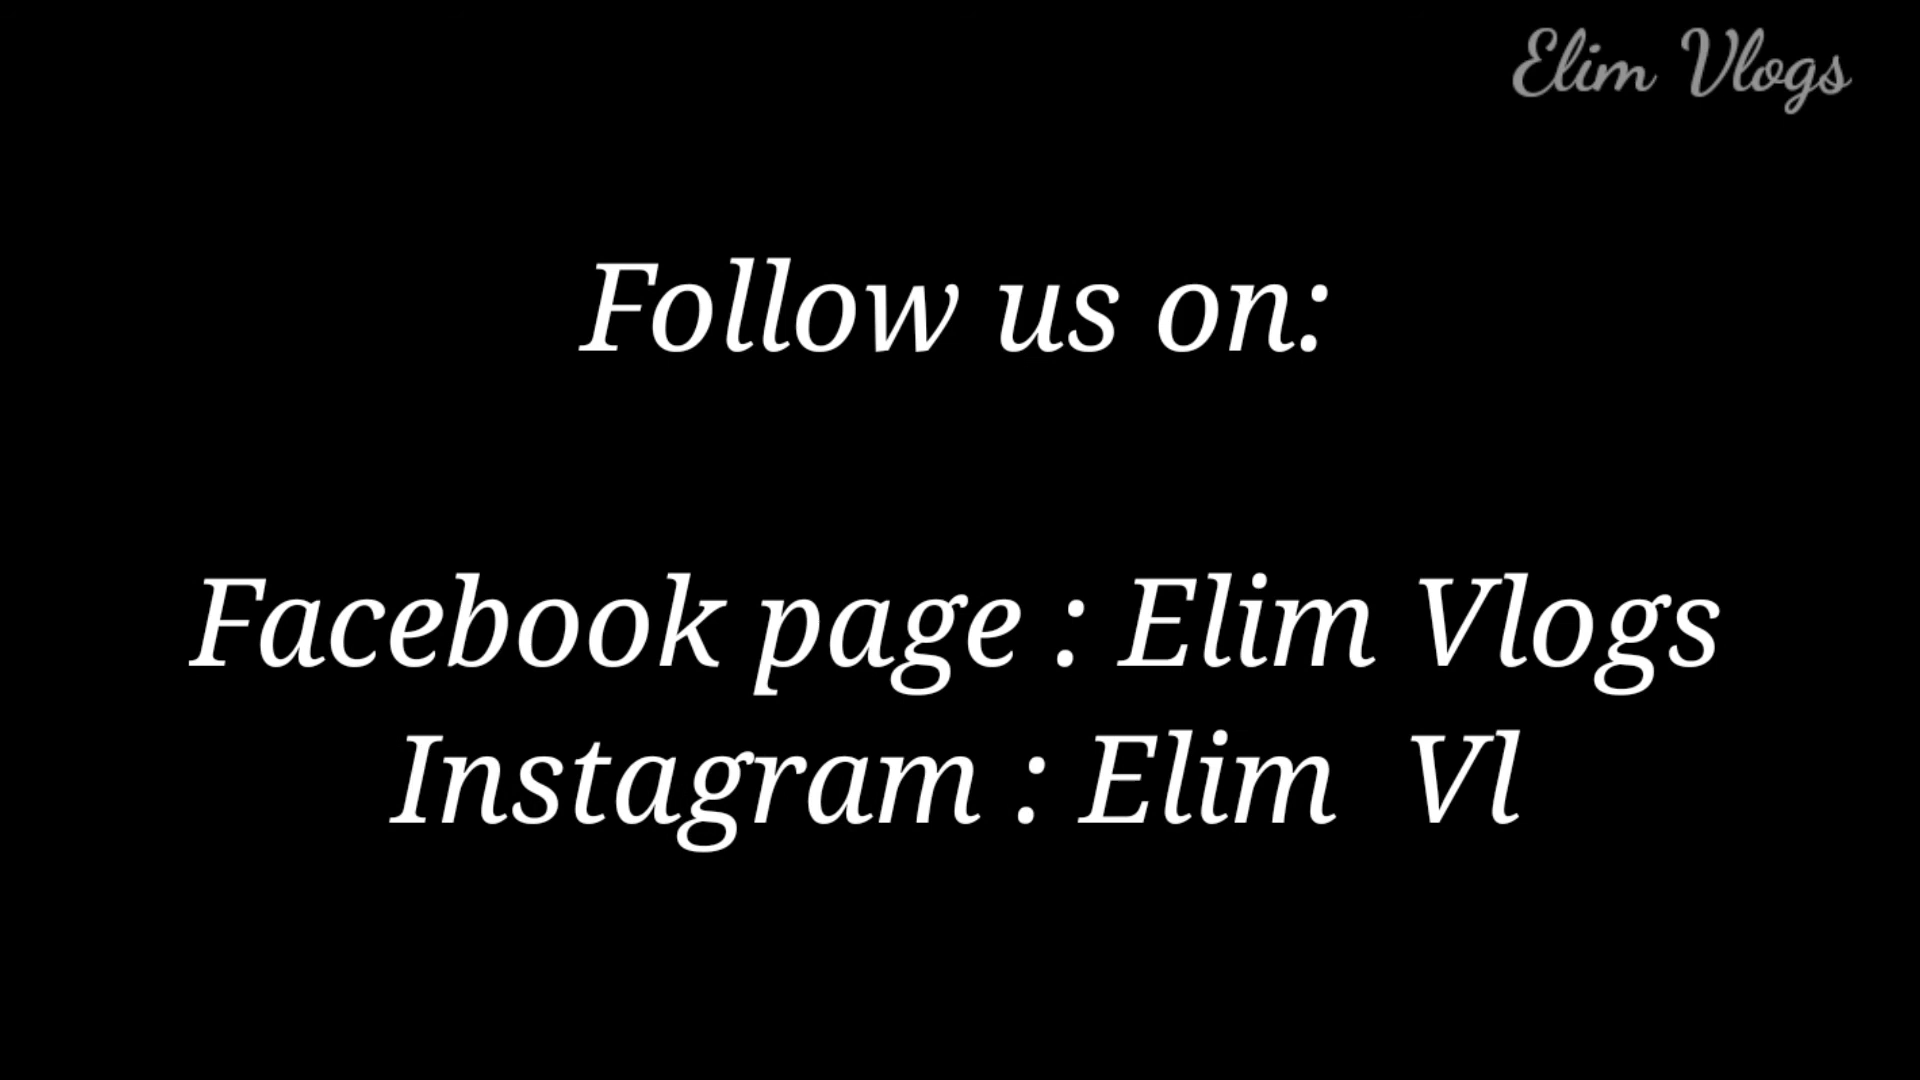 Elim Vlogs
Follow us on:
Facebook page : Elim Vlogs
Instagram : Elim  Vl